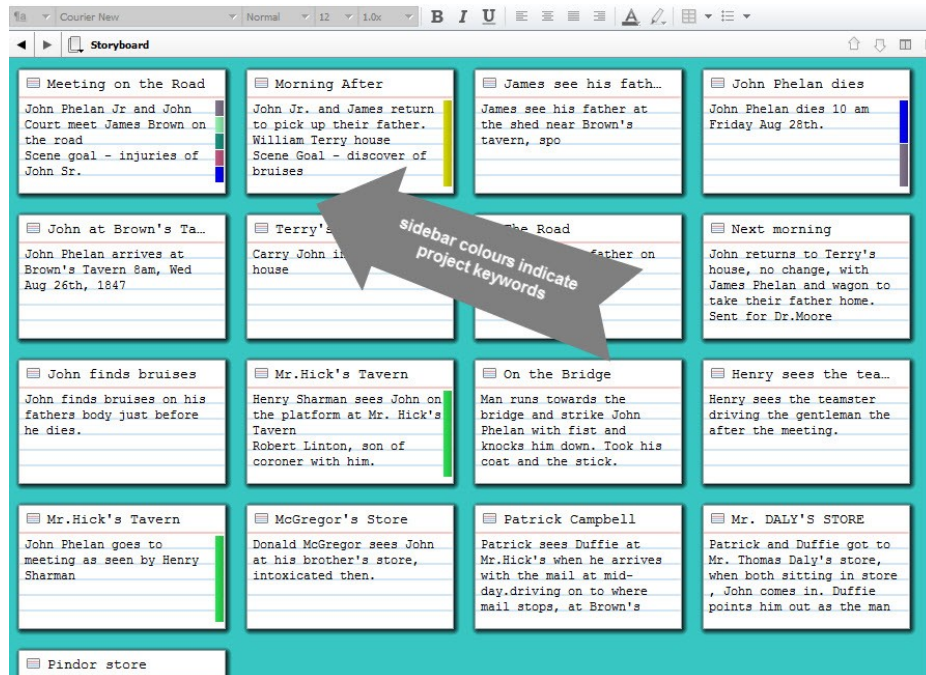 Courier New Normal 12 1.0x B I U A
Storyboard
Meeting on the Road
John Phelan Jr and John
Court meet James Brown on
the road
Scene goal - injuries of
John Sr.
Morning After
John Jr. and James return
to pick up their father.
William Terry house
Scene Goal - discover of
bruises
James see his fath...
James see his father at
the shed near Brown's
tavern, spo
John Phelan dies
John Phelan dies 10 am
Friday Aug 28th.
John at Brown's Ta...
John Phelan arrives at
Brown's Tavern 8am, Wed
Aug 26th, 1847
Terry's
Carry John i
house
sidebar colours indicate
project keywords
The Road
father on
Next morning
John returns to Terry's
house, no change, with
James Phelan and wagon to
take their father home.
Sent for Dr.Moore
John finds bruises
John finds bruises on his
fathers body just before
he dies.
Mr.Hick's Tavern
Henry Sharman sees John on
the platform at Mr. Hick's
Tavern
Robert Linton, son of
coroner with him.
On the Bridge
Man runs towards the
bridge and strike John
Phelan with fist and
knocks him down. Took his
coat and the stick.
Henry sees the tea...
Henry sees the teamster
driving the gentleman the
after the meeting.
Mr.Hick's Tavern
John Phelan goes to
meeting as seen by Henry
Sharman
McGregor's Store
Donald McGregor sees John
at his brother's store,
intoxicated then.
Patrick Campbell
Patrick sees Duffie at
Mr.Hick's when he arrives
with the mail at mid-
day.driving on to where
mail stops, at Brown's
Mr. DALY'S STORE
Patrick and Duffie got to
Mr. Thomas Daly's store,
when both sitting in store
, John comes in. Duffie
points him out as the man
Pindor store